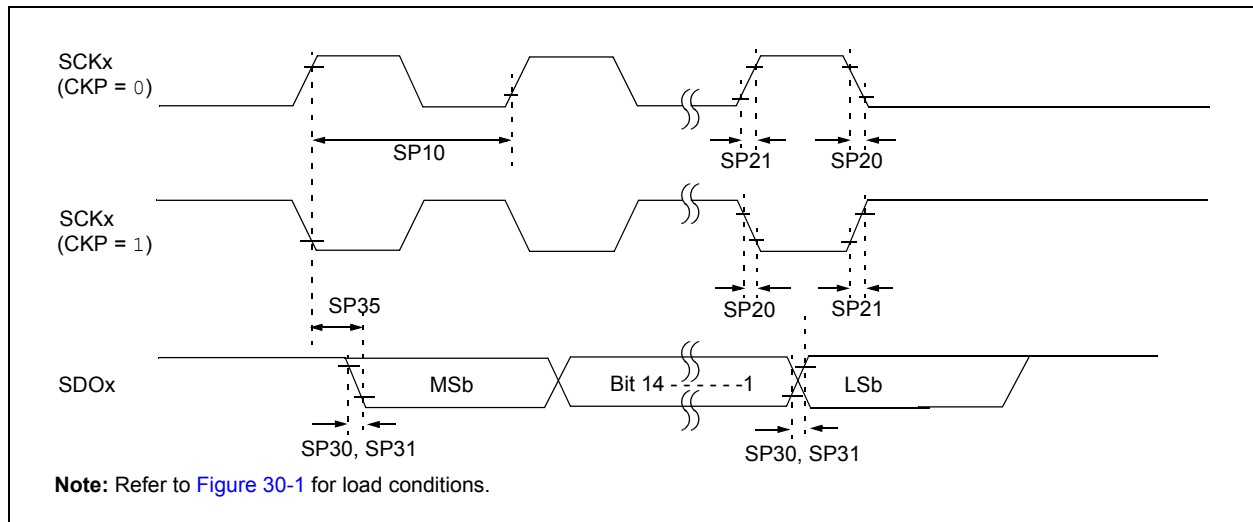 SCKx
(CKP = 0)
SP10
SP21
SP20
SCKx
(CKP = 1)
SP35
SP20
SP21
SDOx
MSb
Bit 14 - - - - - -1
LSb
SP30, SP31
SP30, SP31
Note: Refer to Figure 30-1 for load conditions.